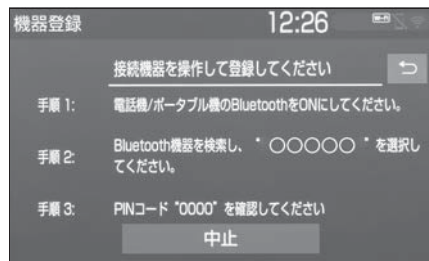 機器登録 12:26
接続機器を操作して登録してください
手順 1: 電話機/ポータブル機のBluetoothをONにしてください。
手順 2: Bluetooth機器を検索し、"○○○○○"を選択し
てください。
手順 3: PINコード"0000"を確認してください
中止